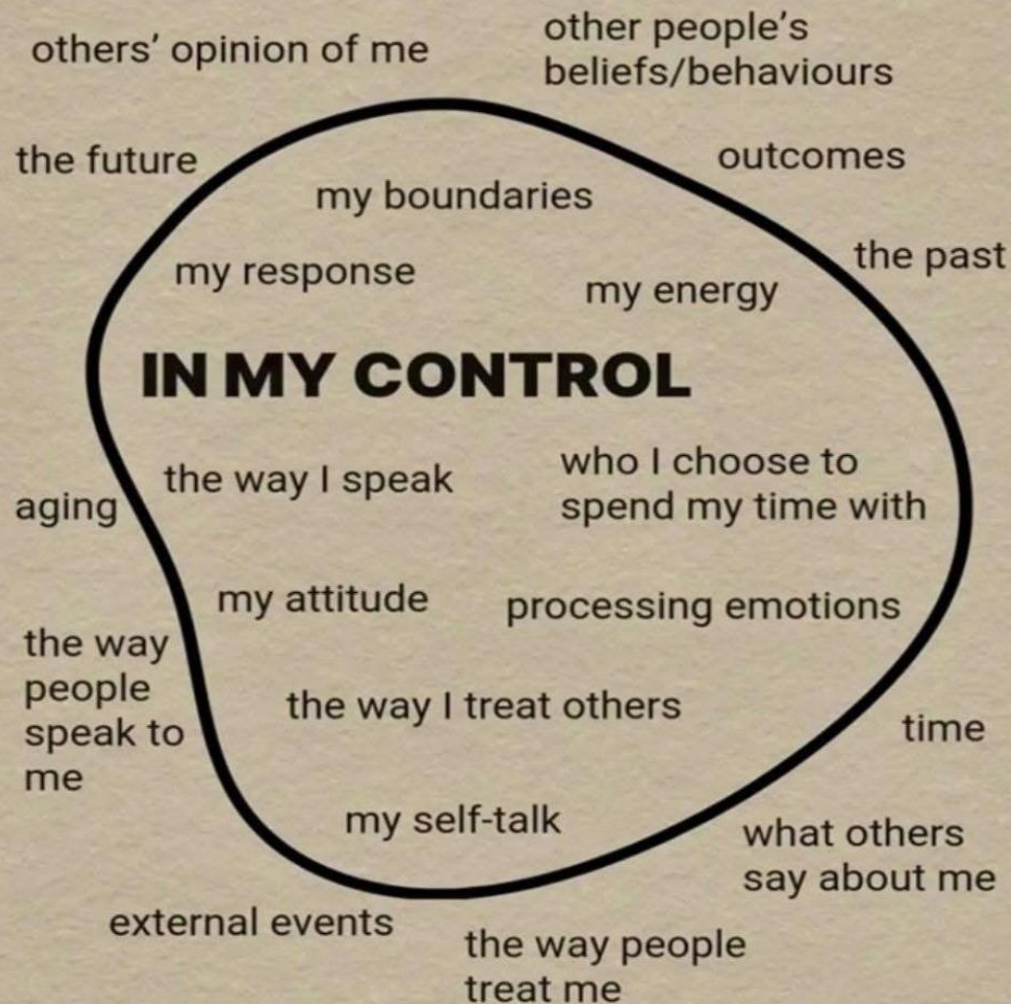 others' opinion of me
other people's
beliefs/behaviours
the future
outcomes
my boundaries
the past
my response
my energy
IN MY CONTROL
the way I speak
who I choose to
spend my time with
aging
my attitude
processing emotions
the way
people
speak to
me
the way I treat others
time
my self-talk
what others
say about me
external events
the way people
treat me